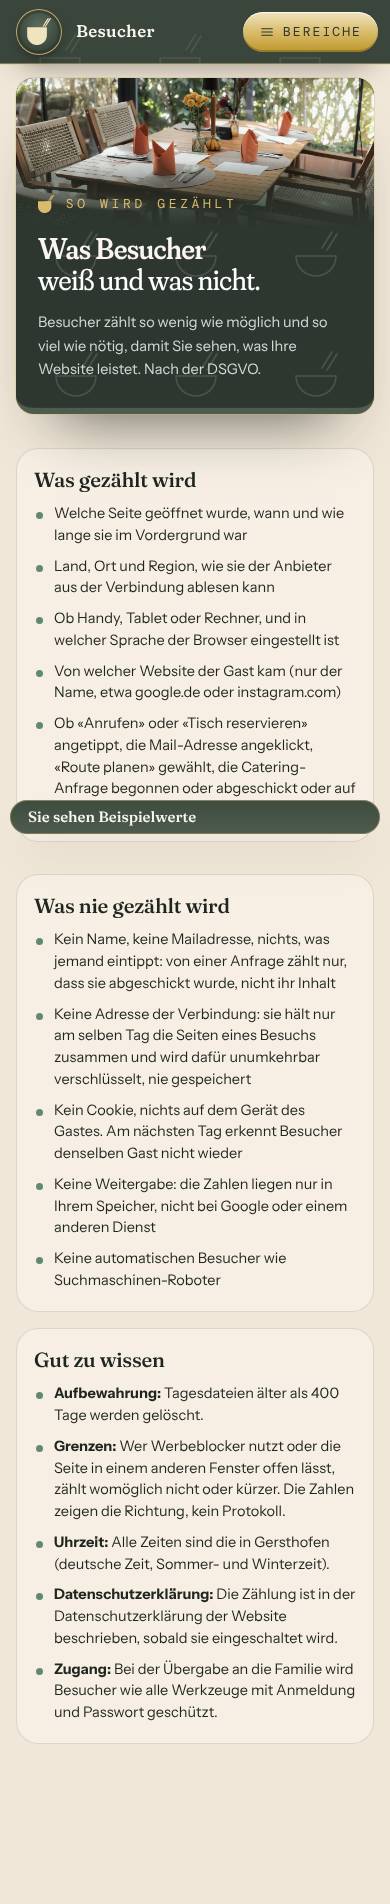 Besucher
BEREICHE
SO WIRD GEZÄHLT
Was Besucher
weiß und was nicht.
Besucher zählt so wenig wie möglich und so
viel wie nötig, damit Sie sehen, was Ihre
Website leistet. Nach der DSGVO.
Was gezählt wird
Welche Seite geöffnet wurde, wann und wie
lange sie im Vordergrund war
Land, Ort und Region, wie sie der Anbieter
aus der Verbindung ablesen kann
Ob Handy, Tablet oder Rechner, und in
welcher Sprache der Browser eingestellt ist
Von welcher Website der Gast kam (nur der
Name, etwa google.de oder instagram.com)
Ob «Anrufen» oder «Tisch reservieren»
angetippt, die Mail-Adresse angeklickt,
«Route planen» gewählt, die Catering-
Anfrage begonnen oder abgeschickt oder auf
Sie sehen Beispielwerte
Was nie gezählt wird
Kein Name, keine Mailadresse, nichts, was
jemand eintippt: von einer Anfrage zählt nur,
dass sie abgeschickt wurde, nicht ihr Inhalt
Keine Adresse der Verbindung: sie hält nur
am selben Tag die Seiten eines Besuchs
zusammen und wird dafür unumkehrbar
verschlüsselt, nie gespeichert
Kein Cookie, nichts auf dem Gerät des
Gastes. Am nächsten Tag erkennt Besucher
denselben Gast nicht wieder
Keine Weitergabe: die Zahlen liegen nur in
Ihrem Speicher, nicht bei Google oder einem
anderen Dienst
Keine automatischen Besucher wie
Suchmaschinen-Roboter
Gut zu wissen
Aufbewahrung: Tagesdateien älter als 400
Tage werden gelöscht.
Grenzen: Wer Werbeblocker nutzt oder die
Seite in einem anderen Fenster offen lässt,
zählt womöglich nicht oder kürzer. Die Zahlen
zeigen die Richtung, kein Protokoll.
Uhrzeit: Alle Zeiten sind die in Gersthofen
(deutsche Zeit, Sommer- und Winterzeit).
Datenschutzerklärung: Die Zählung ist in der
Datenschutzerklärung der Website
beschrieben, sobald sie eingeschaltet wird.
Zugang: Bei der Übergabe an die Familie wird
Besucher wie alle Werkzeuge mit Anmeldung
und Passwort geschützt.